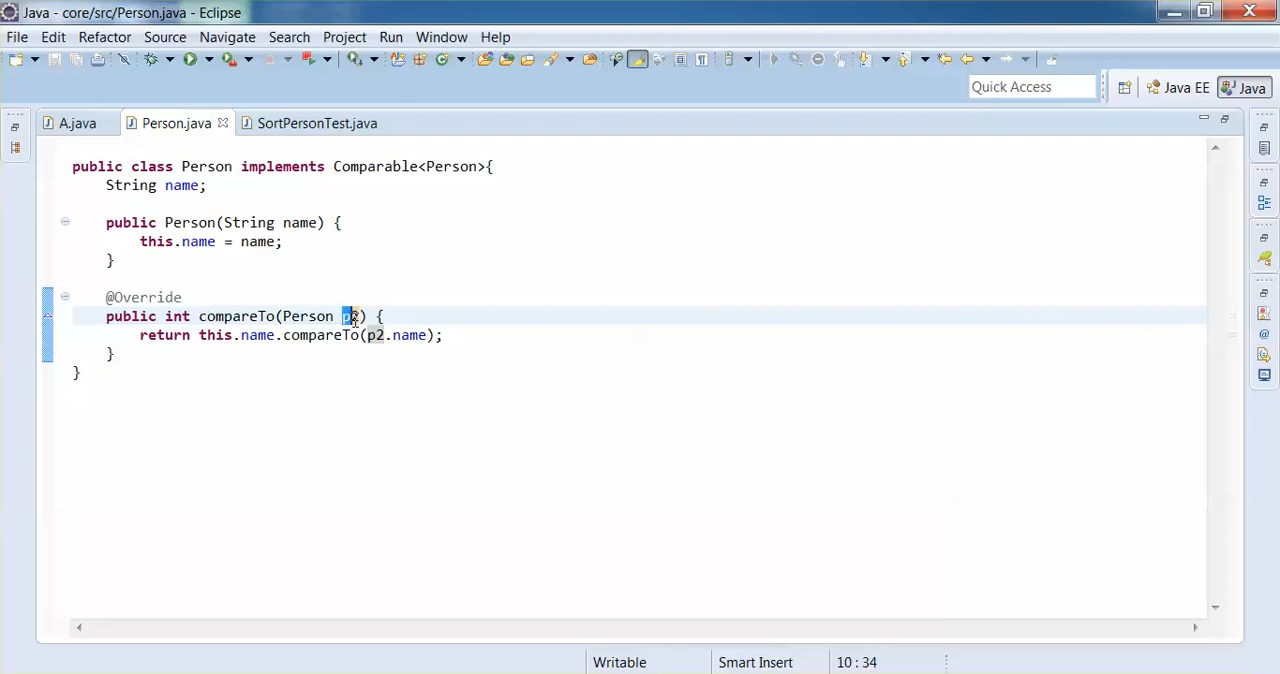 Java - core/src/Person.java - Eclipse
File Edit Refactor Source Navigate Search Project Run Window Help
Quick Access Java EE Java
A.java Person.java SortPersonTest.java
public class Person implements Comparable<Person>{
String name;
public Person(String name) {
this.name = name;
}
@Override
public int compareTo(Person p2) {
return this.name.compareTo(p2.name);
}
}
Writable Smart Insert 10 : 34